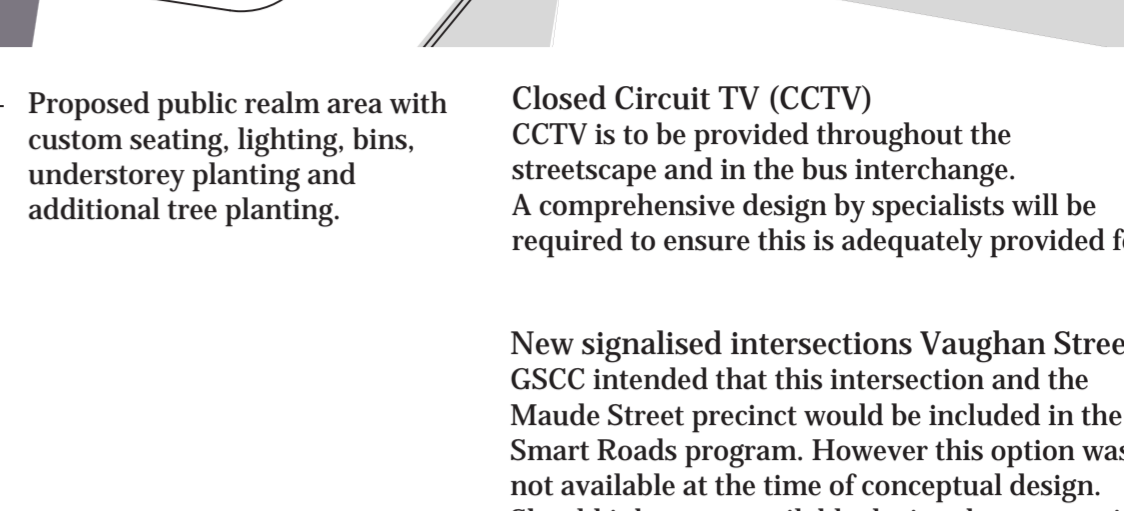 Proposed public realm area with
custom seating, lighting, bins,
understorey planting and
additional tree planting.
Closed Circuit TV (CCTV)
CCTV is to be provided throughout the
streetscape and in the bus interchange.
A comprehensive design by specialists will be
required to ensure this is adequately provided
New signalised intersections Vaughan
GSCC intended that this intersection and the
Maude Street precinct would be included in the
Smart Roads program. However this option was
not available at the time of conceptual design.